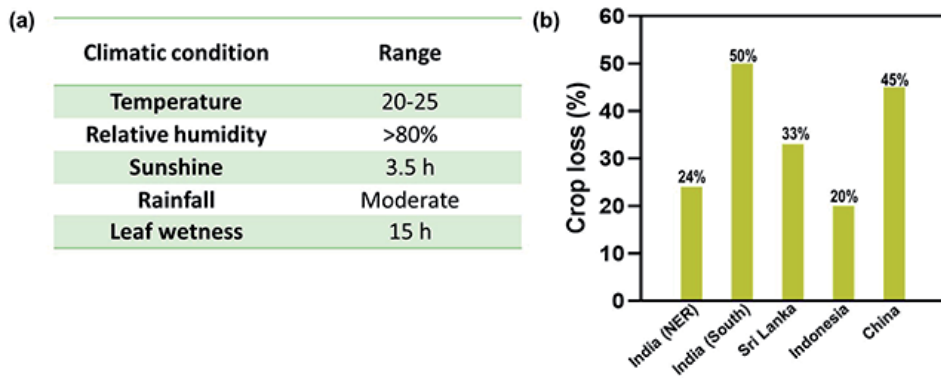 (a)
Climatic condition Range
Temperature 20-25
Relative humidity >80%
Sunshine 3.5 h
Rainfall Moderate
Leaf wetness 15 h
(b)
Crop loss (%)
60
50
40
30
20
10
0
24%
50%
33%
20%
45%
India (NER)
India (South)
Sri Lanka
Indonesia
China